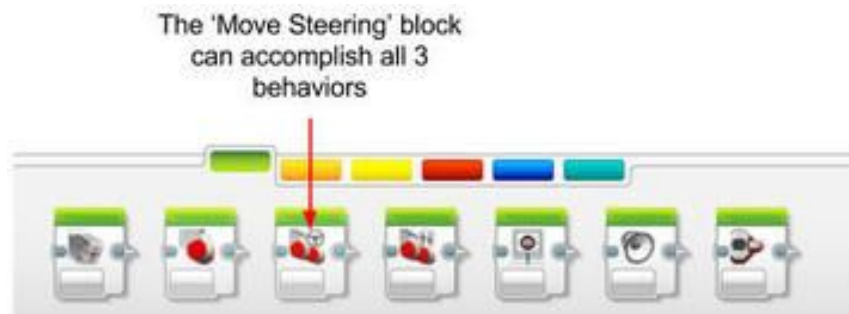 The ‘Move Steering’ block
can accomplish all 3
behaviors